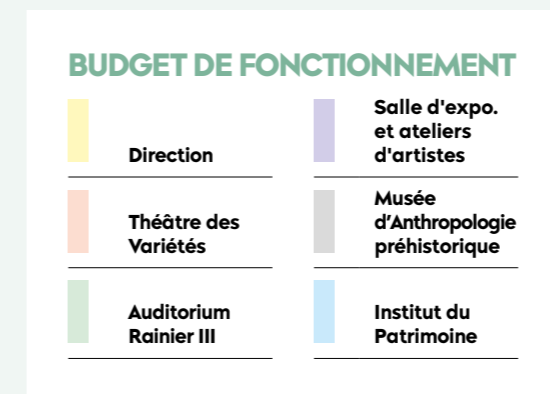 BUDGET DE FONCTIONNEMENT
Direction
Salle d'expo.
et ateliers
d'artistes
Théâtre des
Variétés
Musée
d’Anthropologie
préhistorique
Auditorium
Rainier III
Institut du
Patrimoine